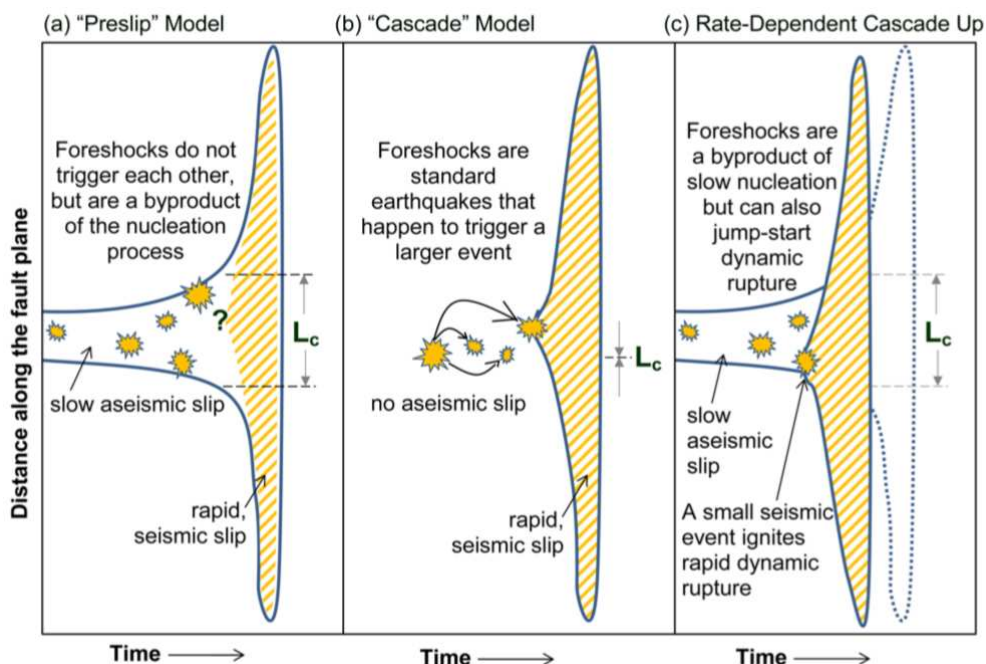 (a) “Preslip” Model
Foreshocks do not
trigger each other,
but are a byproduct
of the nucleation
process
?
Lc
slow aseismic slip
rapid,
seismic slip
Time
(b) “Cascade” Model
Foreshocks are
standard
earthquakes that
happen to trigger a
larger event
Lc
no aseismic slip
rapid,
seismic slip
Time
(c) Rate-Dependent Cascade Up
Foreshocks are
a byproduct of
slow nucleation
but can also
jump-start
dynamic
rupture
Lc
slow
aseismic
slip
A small seismic
event ignites
rapid dynamic
rupture
Time
Distance along the fault plane